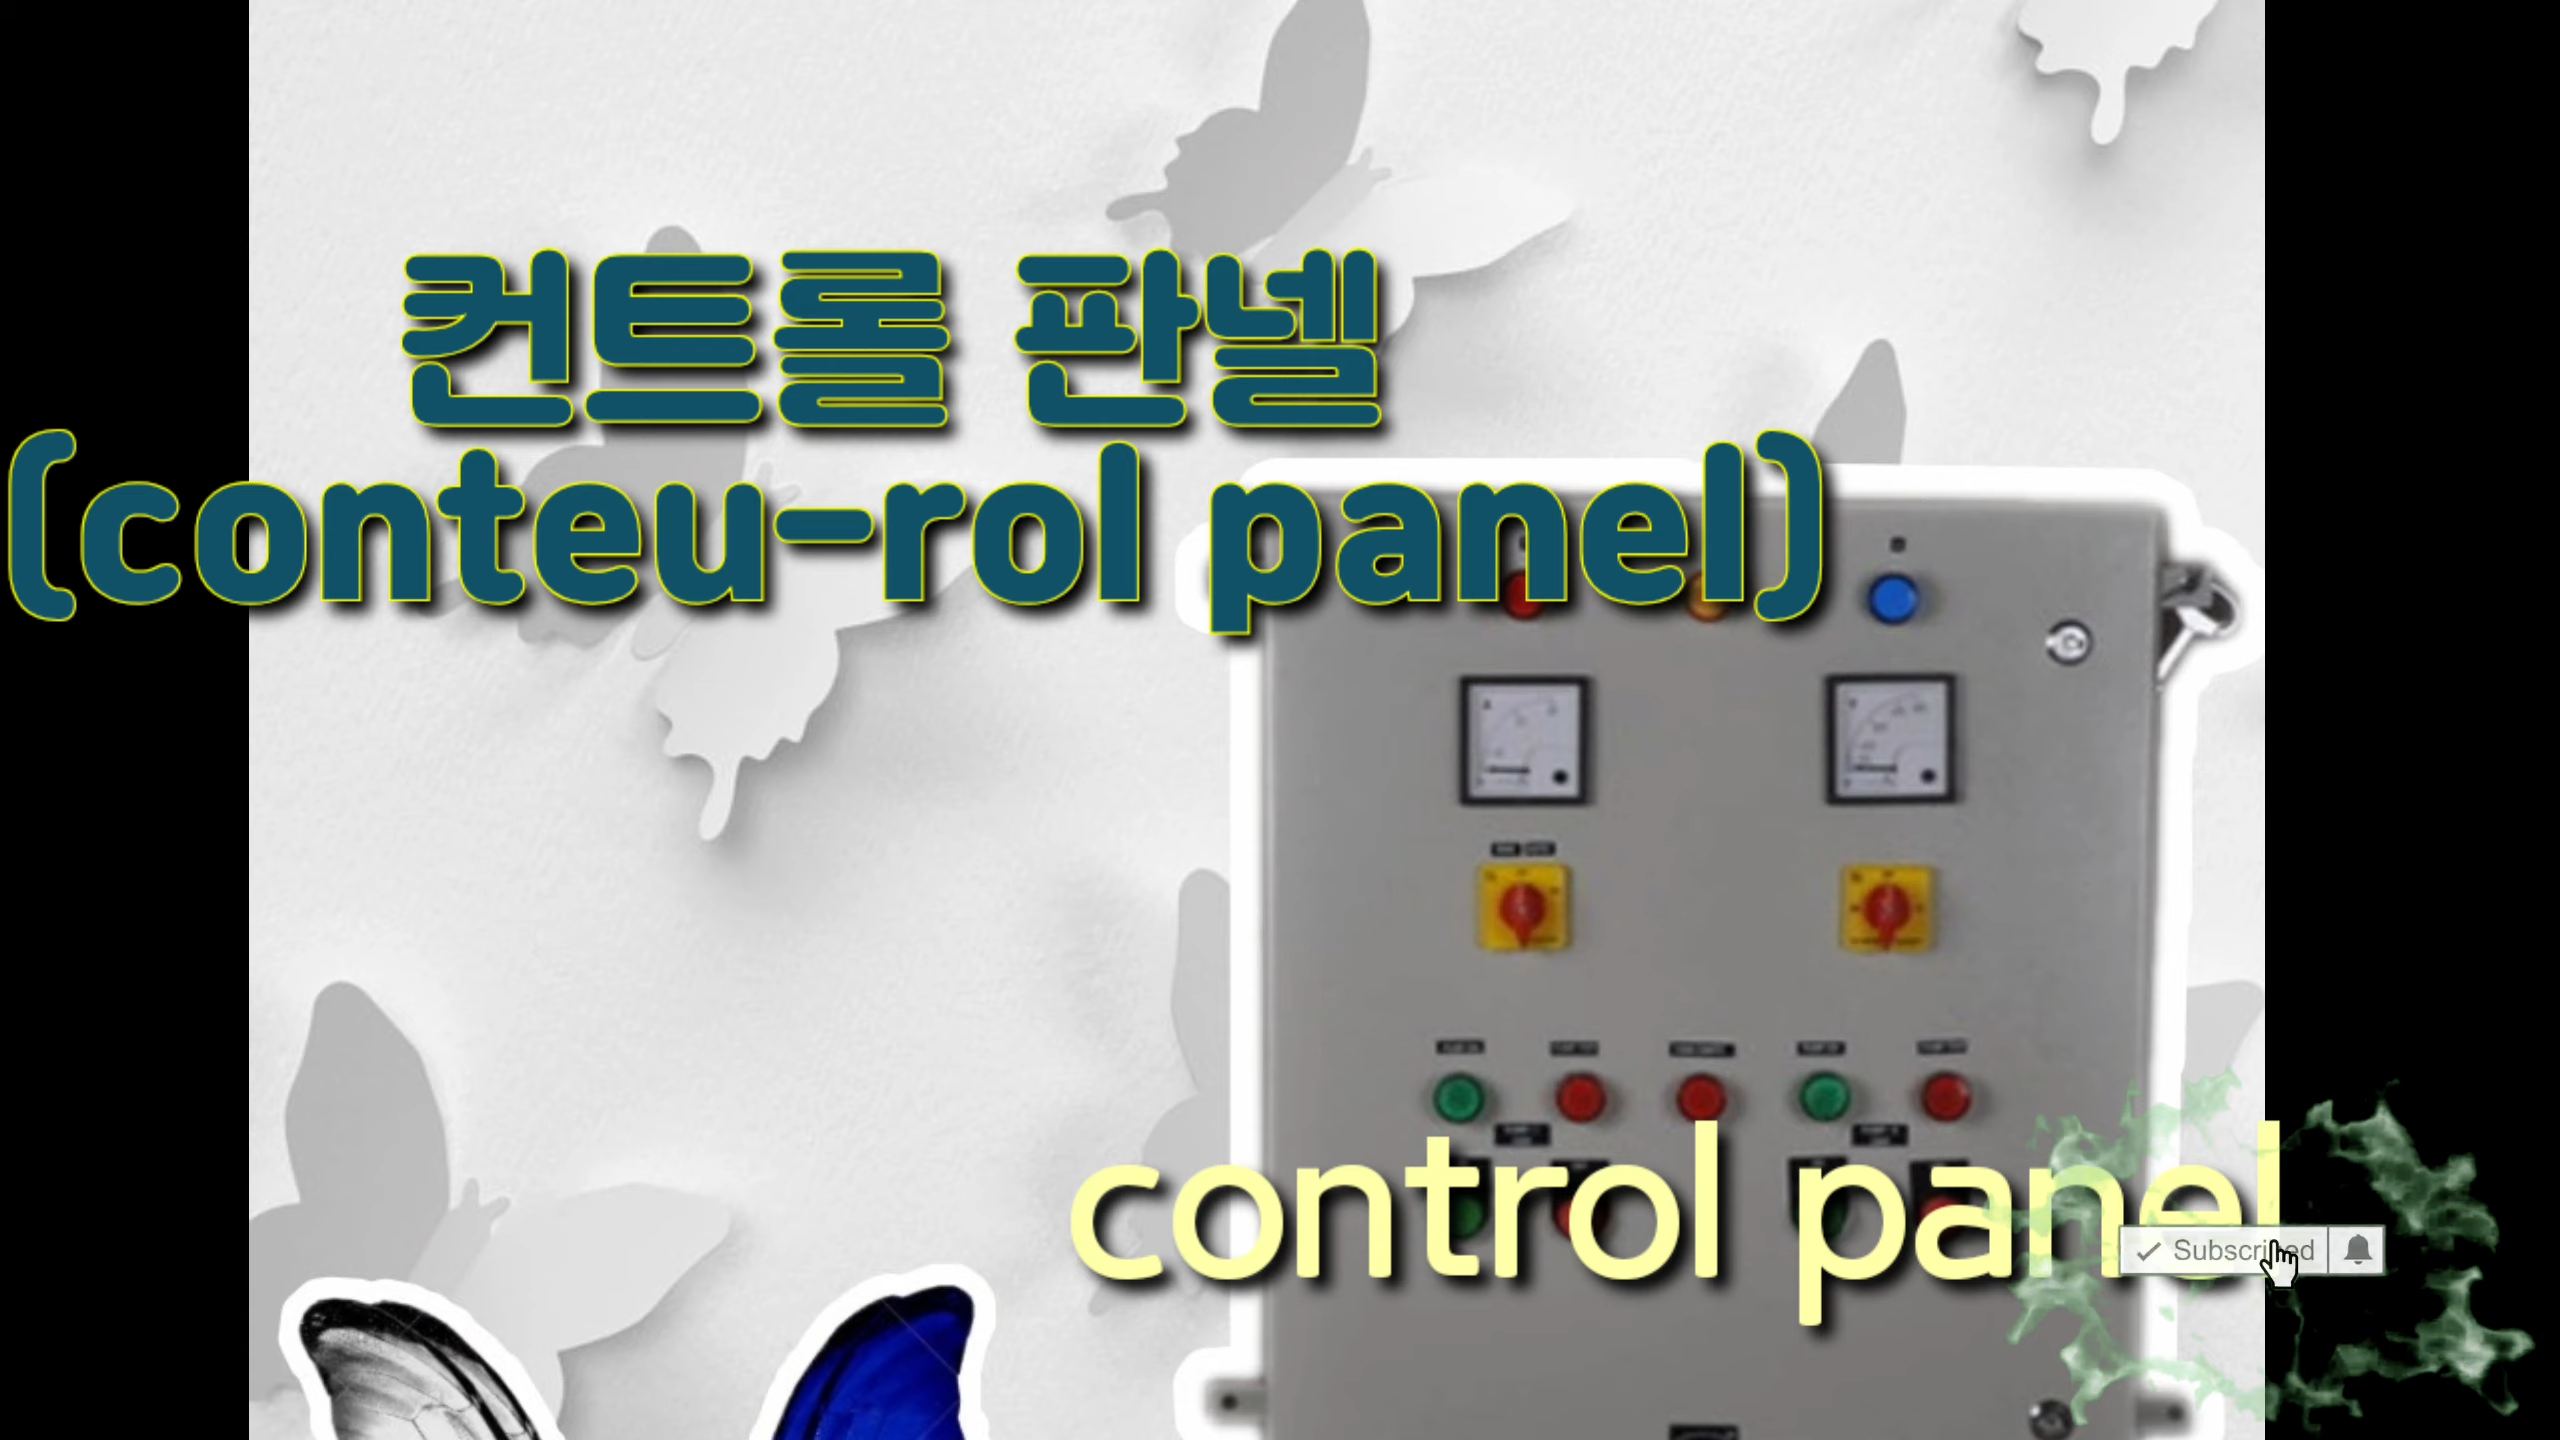 컨트롤 판넬
(conteu-rol panel)
control panel
Subscribed